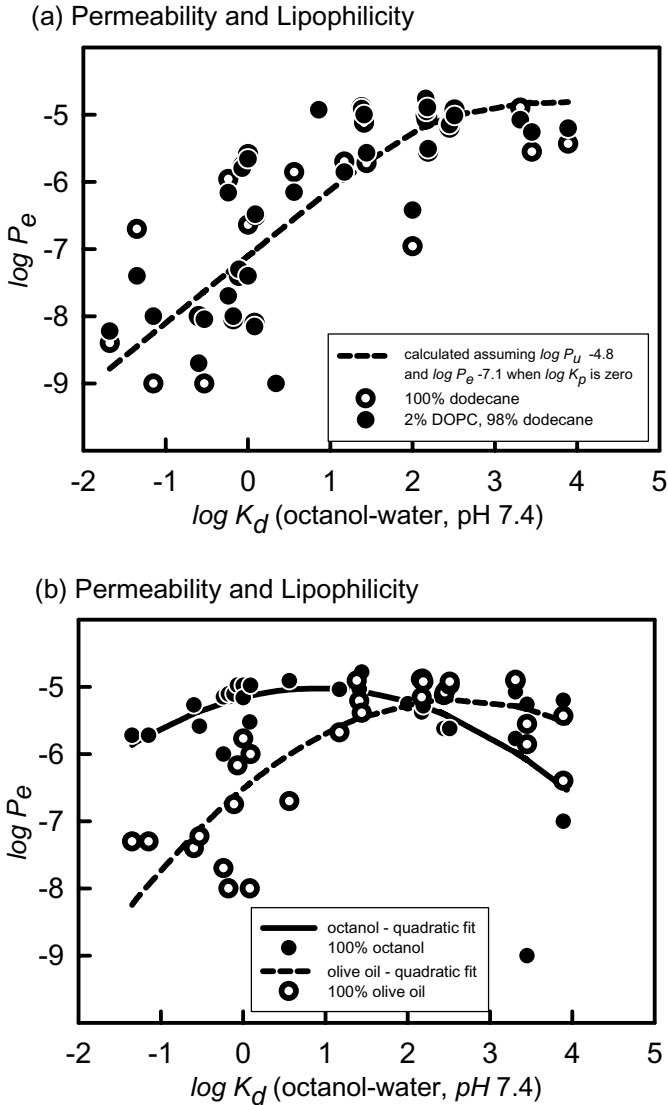 (a) Permeability and Lipophilicity
-5
-6
-7
-8
-9
log Pe
calculated assuming log Pu -4.8
and log Pe -7.1 when log Kp is zero
100% dodecane
2% DOPC, 98% dodecane
-2 -1 0 1 2 3 4 5
log Kd (octanol-water, pH 7.4)
(b) Permeability and Lipophilicity
-5
-6
-7
-8
-9
log Pe
octanol - quadratic fit
100% octanol
olive oil - quadratic fit
100% olive oil
-2 -1 0 1 2 3 4 5
log Kd (octanol-water, pH 7.4)